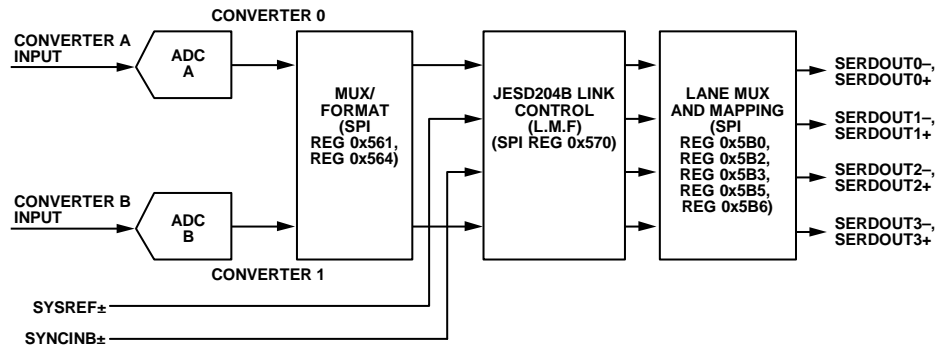 CONVERTER 0
CONVERTER A
INPUT
ADC
A
MUX/
FORMAT
(SPI
REG 0x561,
REG 0x564)
JESD204B LINK
CONTROL
(L.M.F)
(SPI REG 0x570)
LANE MUX
AND MAPPING
(SPI
REG 0x5B0,
REG 0x5B2,
REG 0x5B3,
REG 0x5B5,
REG 0x5B6)
SERDOUT0–,
SERDOUT0+
SERDOUT1–,
SERDOUT1+
SERDOUT2–,
SERDOUT2+
SERDOUT3–,
SERDOUT3+
CONVERTER B
INPUT
ADC
B
CONVERTER 1
SYSREF±
SYNCINB±